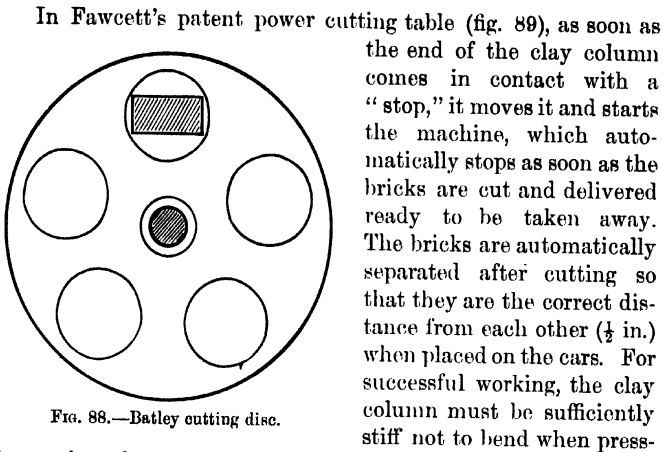 In Fawcett's patent power cutting table (fig. 89), as soon as
the end of the clay column
comes in contact with a
“ stop,” it moves it and starts
the machine, which auto-
matically stops as soon as the
bricks are cut and delivered
ready to be taken away.
The bricks are automatically
separated after cutting so
that they are the correct dis-
tance from each other (½ in.)
when placed on the cars. For
successful working, the clay
column must be sufficiently
stiff not to bend when press-
Fig. 88.—Batley cutting disc.